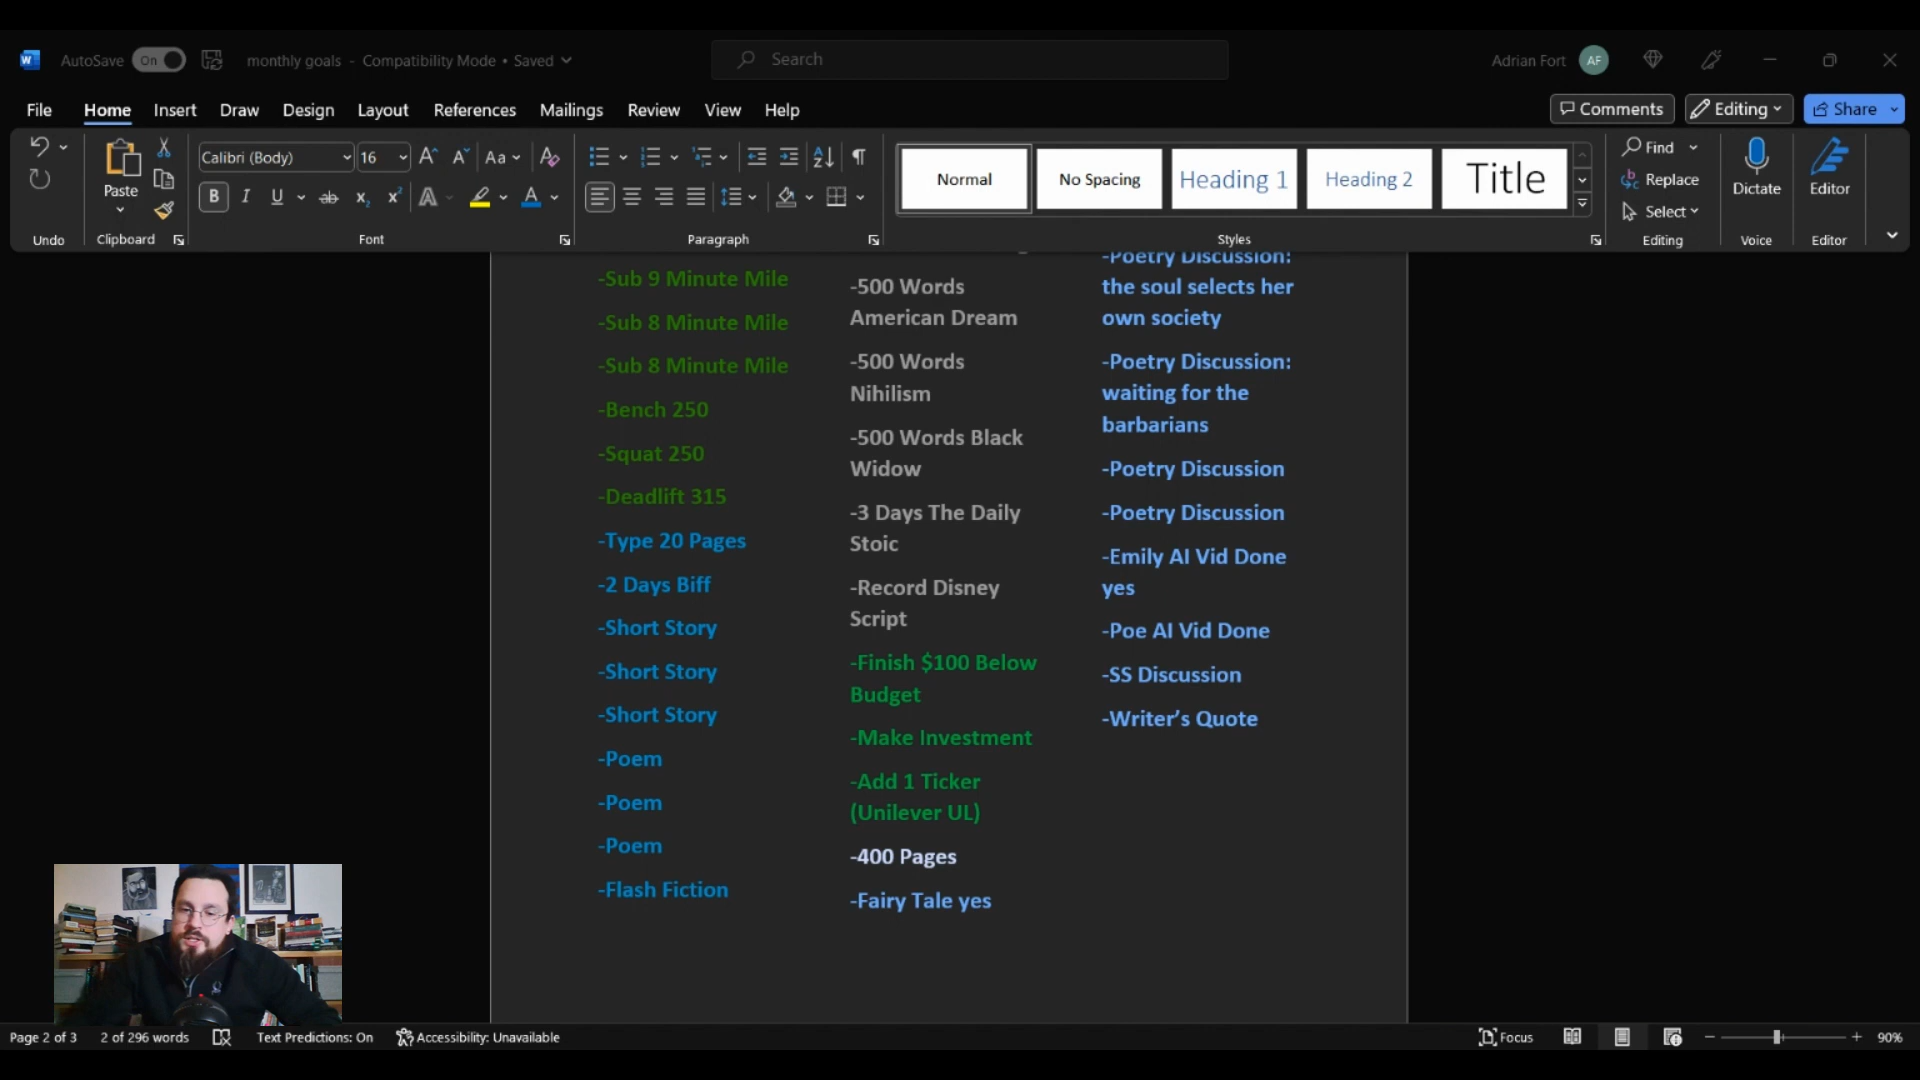 AutoSave On monthly goals - Compatibility Mode • Saved Search Adrian Fort AF
File Home Insert Draw Design Layout References Mailings Review View Help Comments Editing Share
Calibri (Body) 16 Aa
Paste
B I U ab x₂ x² A A
Normal No Spacing Heading 1 Heading 2 Title
Find
Replace
Select
Dictate Editor
Undo Clipboard Font Paragraph Styles Editing Voice Editor
-Sub 9 Minute Mile
-Sub 8 Minute Mile
-Sub 8 Minute Mile
-Bench 250
-Squat 250
-Deadlift 315
-Type 20 Pages
-2 Days Biff
-Short Story
-Short Story
-Short Story
-Poem
-Poem
-Poem
-Flash Fiction
-500 Words
American Dream
-500 Words
Nihilism
-500 Words Black
Widow
-3 Days The Daily
Stoic
-Record Disney
Script
-Finish $100 Below
Budget
-Make Investment
-Add 1 Ticker
(Unilever UL)
-400 Pages
-Fairy Tale yes
-Poetry Discussion:
the soul selects her
own society
-Poetry Discussion:
waiting for the
barbarians
-Poetry Discussion
-Poetry Discussion
-Emily AI Vid Done
yes
-Poe AI Vid Done
-SS Discussion
-Writer’s Quote
Page 2 of 3 2 of 296 words Text Predictions: On Accessibility: Unavailable Focus 90%